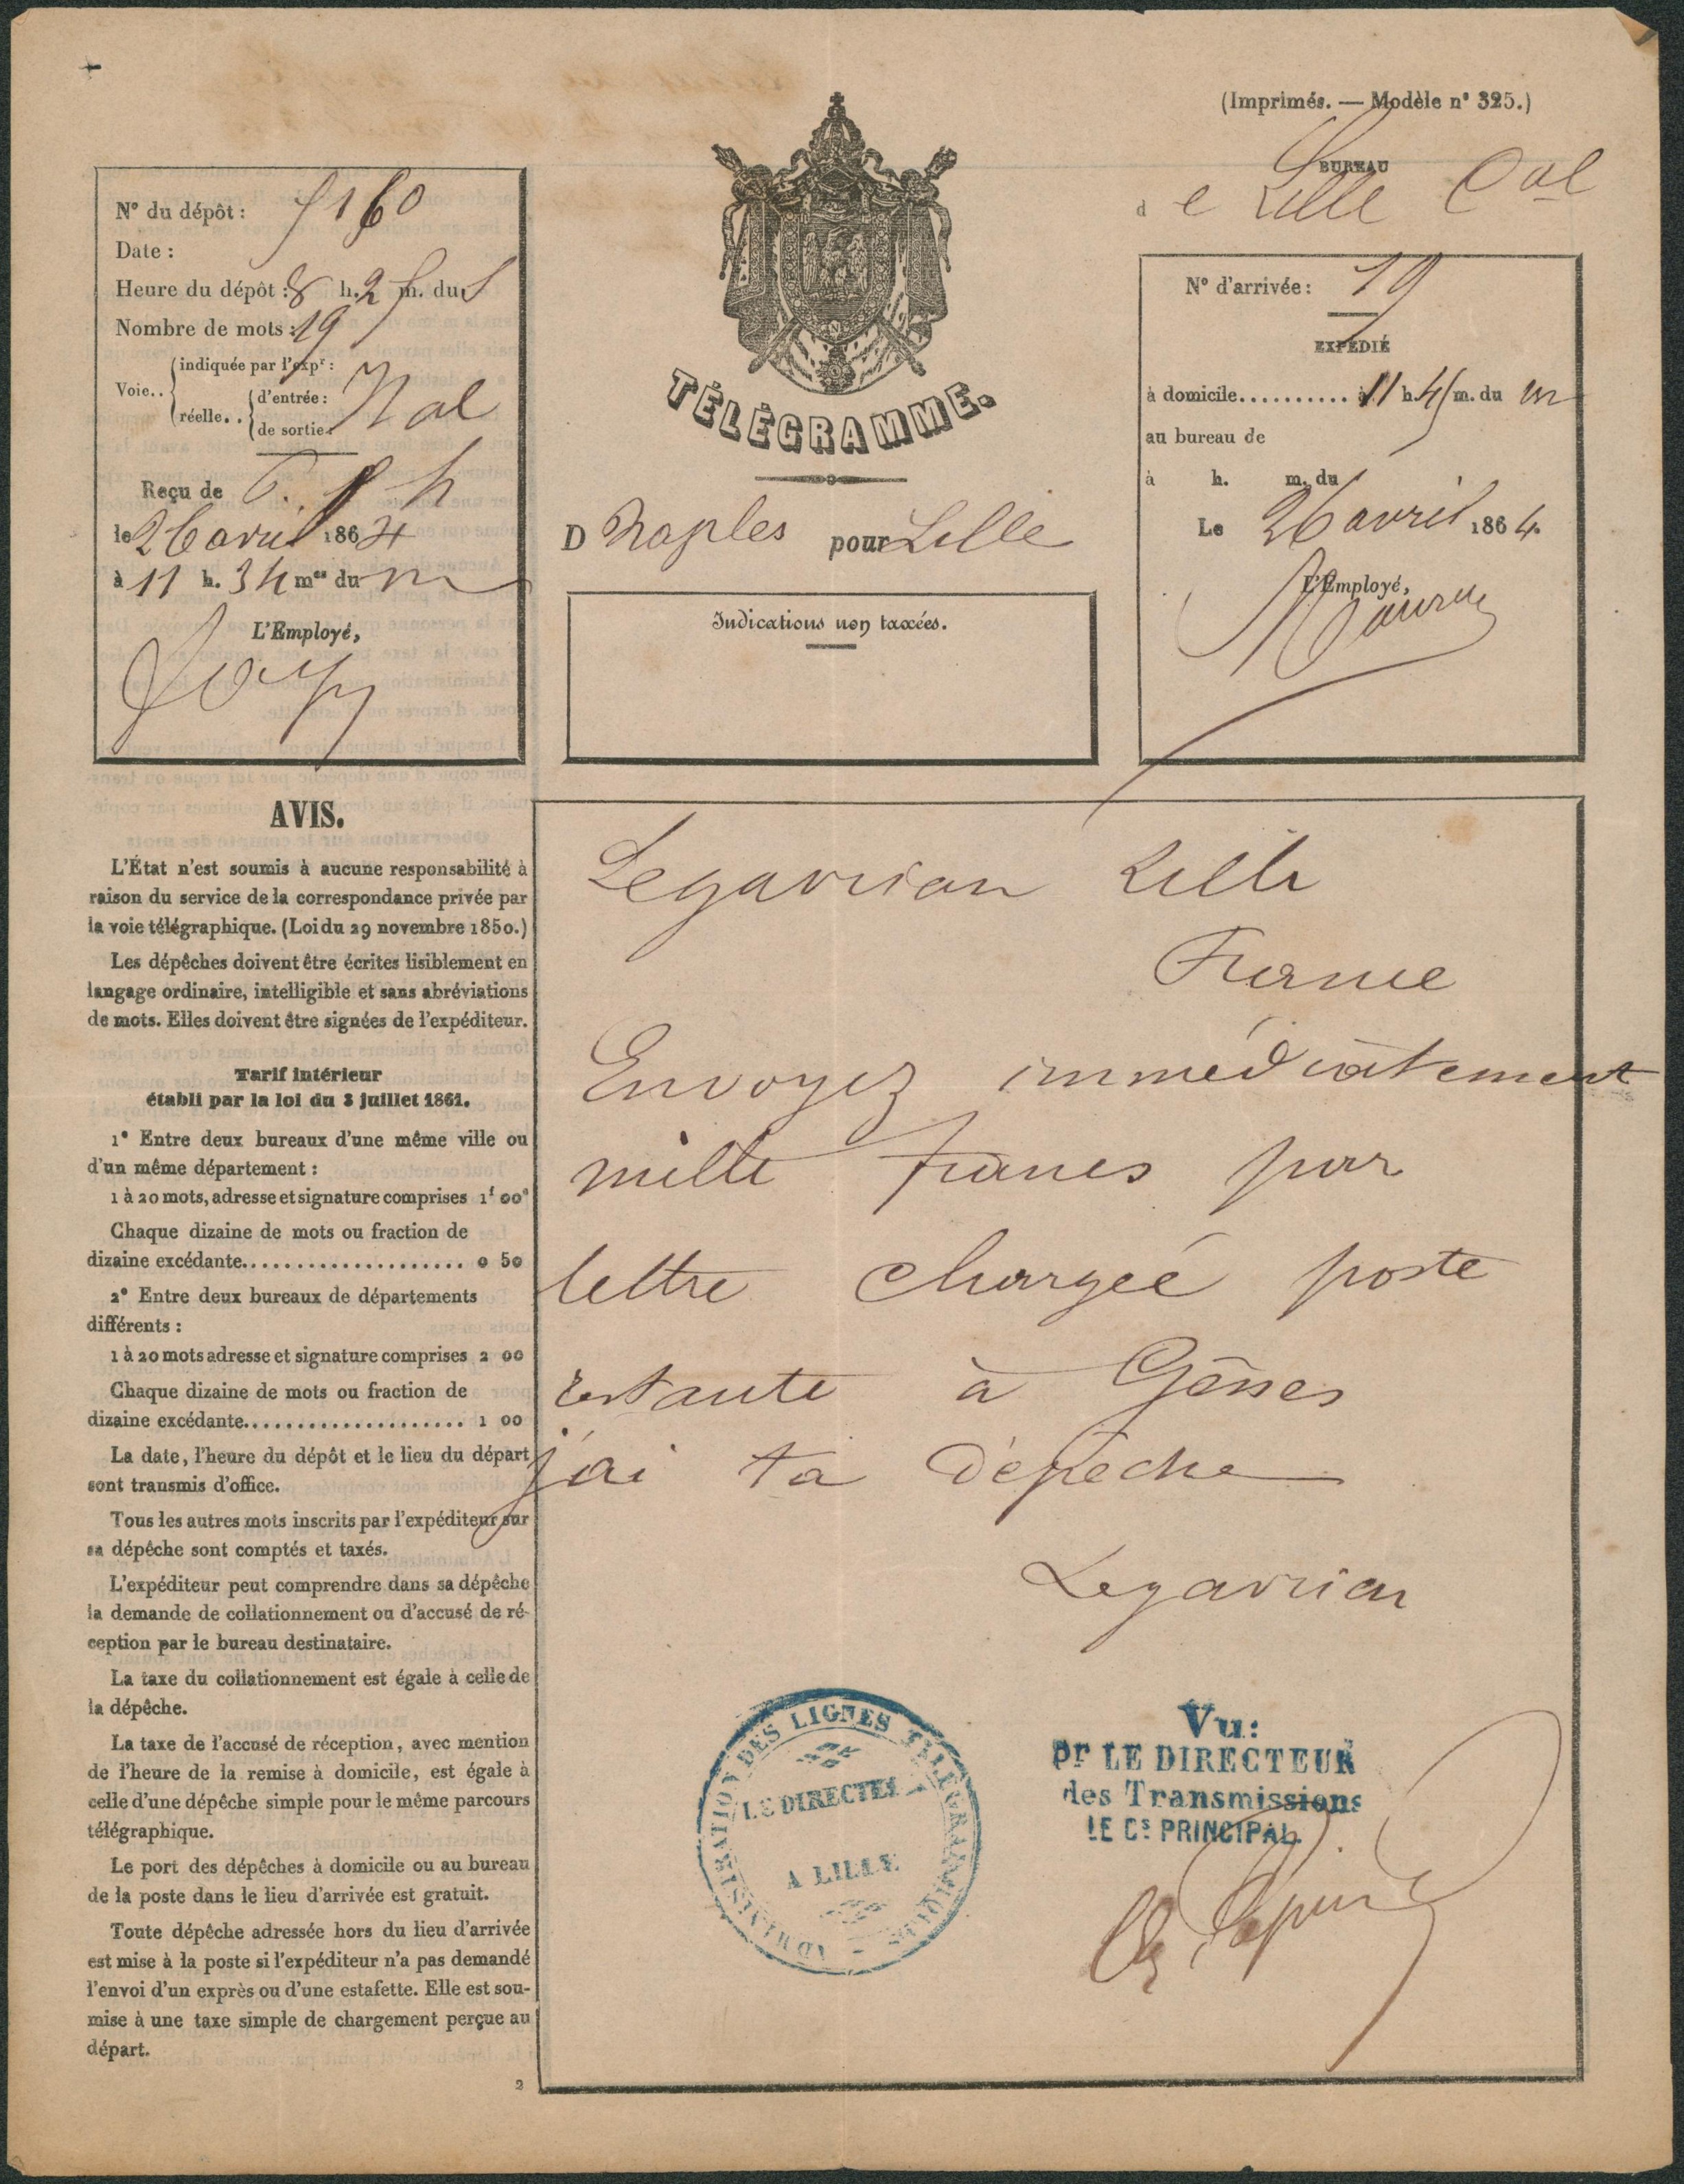 (Imprimés. — Modèle n° 325.)
BUREAU
de Lille Cal
N° du dépôt : 5160
Date :
Heure du dépôt : 8 h. 25 m. du S
Nombre de mots : 19
Voie..
indiquée par l'expr :
réelle..
d'entrée :
de sortie :
Reçu de
le 26 avril 1864
à 11 h. 34 mes du m
L'Employé,
TÉLÉGRAMME.
D Naples pour Lille
Indications non taxées.
N° d'arrivée : 19
EXPÉDIÉ
à domicile.......... à 11 h. 45 m. du m
au bureau de
à h. m. du
Le 26 avril 1864.
L'Employé,
AVIS.
L'État n'est soumis à aucune responsabilité à
raison du service de la correspondance privée par
la voie télégraphique. (Loi du 29 novembre 1850.)
Les dépêches doivent être écrites lisiblement en
langage ordinaire, intelligible et sans abréviations
de mots. Elles doivent être signées de l'expéditeur.
Tarif intérieur
établi par la loi du 3 juillet 1861.
1° Entre deux bureaux d'une même ville ou
d'un même département :
1 à 20 mots, adresse et signature comprises 1f 00c
Chaque dizaine de mots ou fraction de
dizaine excédante.................... 0 50
2° Entre deux bureaux de départements
différents :
1 à 20 mots adresse et signature comprises 2 00
Chaque dizaine de mots ou fraction de
dizaine excédante.................... 1 00
La date, l'heure du dépôt et le lieu du départ
sont transmis d'office.
Tous les autres mots inscrits par l'expéditeur sur
sa dépêche sont comptés et taxés.
L'expéditeur peut comprendre dans sa dépêche
la demande de collationnement ou d'accusé de ré-
ception par le bureau destinataire.
La taxe du collationnement est égale à celle de
la dépêche.
La taxe de l'accusé de réception, avec mention
de l'heure de la remise à domicile, est égale à
celle d'une dépêche simple pour le même parcours
télégraphique.
Le port des dépêches à domicile ou au bureau
de la poste dans le lieu d'arrivée est gratuit.
Toute dépêche adressée hors du lieu d'arrivée
est mise à la poste si l'expéditeur n'a pas demandé
l'envoi d'un exprès ou d'une estafette. Elle est sou-
mise à une taxe simple de chargement perçue au
départ.
2
Legavrian Lille
France
Envoyez immédiatement
mille francs par
lettre chargée poste
restante à Gênes
j'ai ta dépeche
Legavrian
ADMINISTRATION DES LIGNES TÉLÉGRAPHIQUES
LE DIRECTEUR
A LILLE
Vu:
pr LE DIRECTEUR
des Transmissions
LE Cs PRINCIPAL.